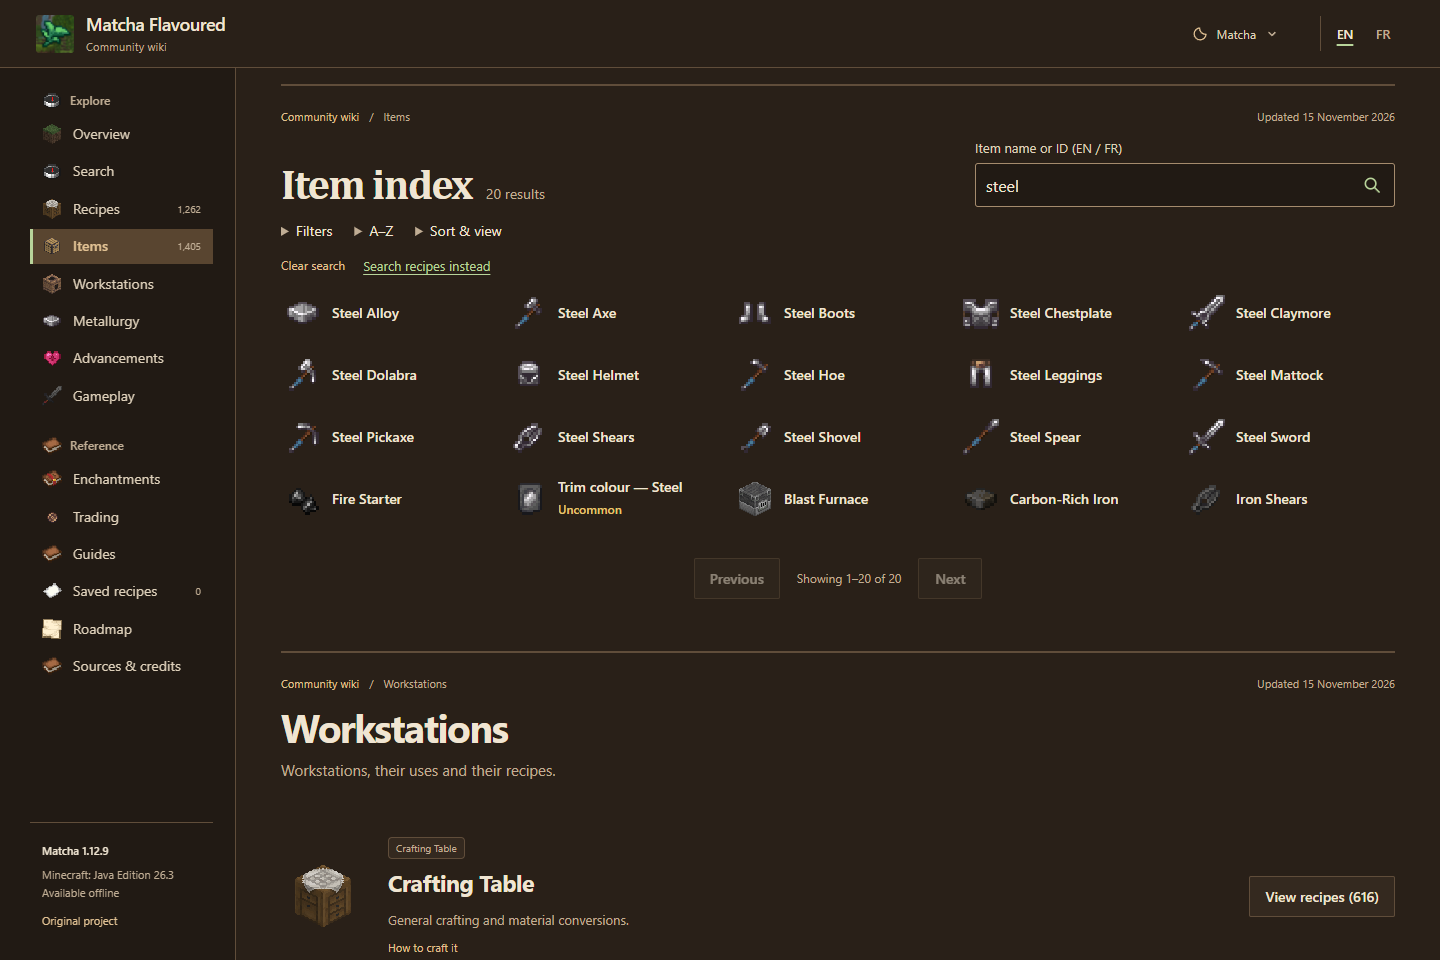 Matcha Flavoured
Community wiki
Matcha
EN
FR
Explore
Overview
Search
Recipes 1,262
Items 1,405
Workstations
Metallurgy
Advancements
Gameplay
Reference
Enchantments
Trading
Guides
Saved recipes 0
Roadmap
Sources & credits
Matcha 1.12.9
Minecraft: Java Edition 26.3
Available offline
Original project
Community wiki / Items
Updated 15 November 2026
Item name or ID (EN / FR)
steel
Item index 20 results
Filters A–Z Sort & view
Clear search Search recipes instead
Steel Alloy
Steel Axe
Steel Boots
Steel Chestplate
Steel Claymore
Steel Dolabra
Steel Helmet
Steel Hoe
Steel Leggings
Steel Mattock
Steel Pickaxe
Steel Shears
Steel Shovel
Steel Spear
Steel Sword
Fire Starter
Trim colour — Steel
Uncommon
Blast Furnace
Carbon-Rich Iron
Iron Shears
Previous
Showing 1–20 of 20
Next
Community wiki / Workstations
Updated 15 November 2026
Workstations
Workstations, their uses and their recipes.
Crafting Table
Crafting Table
General crafting and material conversions.
How to craft it
View recipes (616)